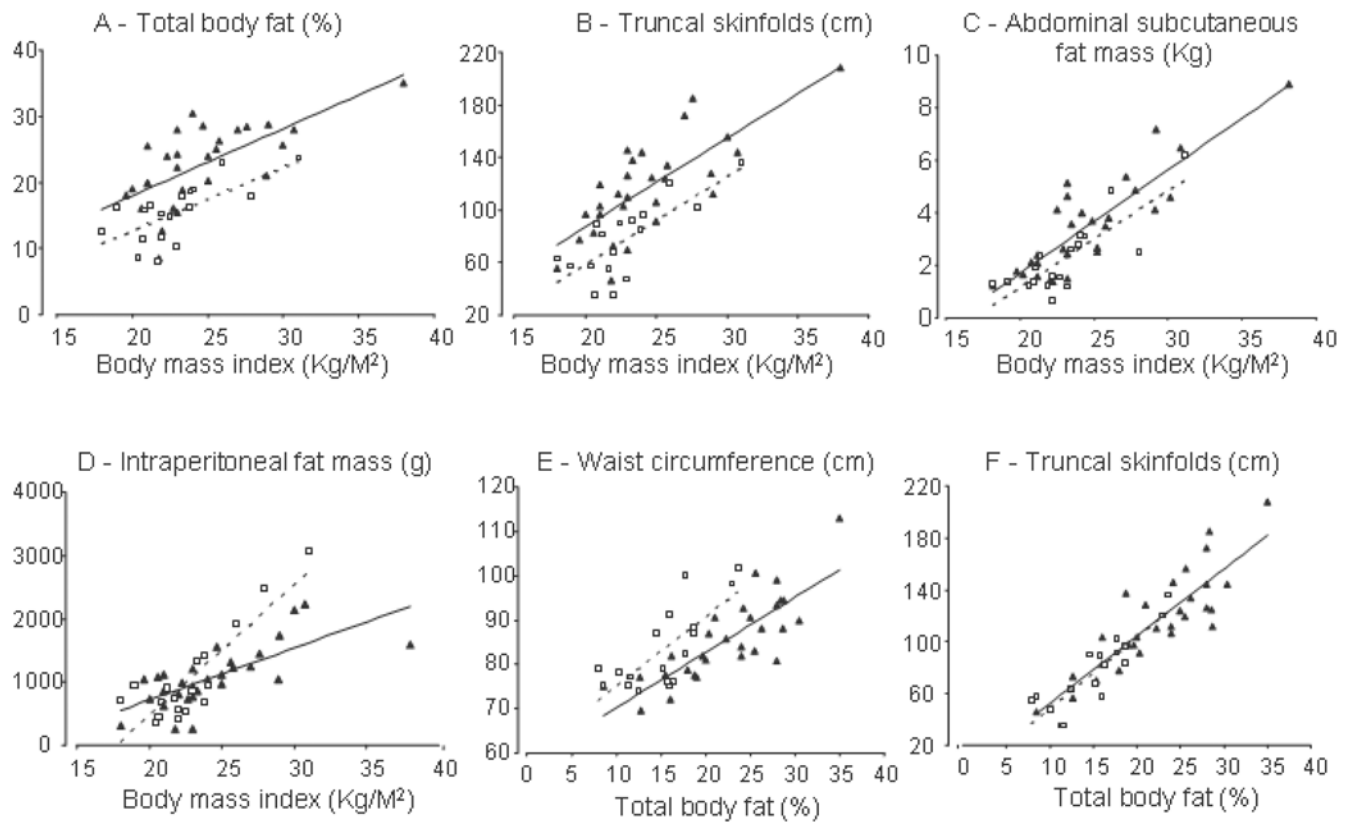 A - Total body fat (%)
40
30
20
10
0
15 20 25 30 35 40
Body mass index (Kg/M²)
B - Truncal skinfolds (cm)
220
180
140
100
60
20
15 20 25 30 35 40
Body mass index (Kg/M²)
C - Abdominal subcutaneous
fat mass (Kg)
10
8
6
4
2
0
15 20 25 30 35 40
Body mass index (Kg/M²)
D - Intraperitoneal fat mass (g)
4000
3000
2000
1000
0
15 20 25 30 35 40
Body mass index (Kg/M²)
E - Waist circumference (cm)
120
110
100
90
80
70
60
0 5 10 15 20 25 30 35 40
Total body fat (%)
F - Truncal skinfolds (cm)
220
180
140
100
60
20
0 5 10 15 20 25 30 35 40
Total body fat (%)